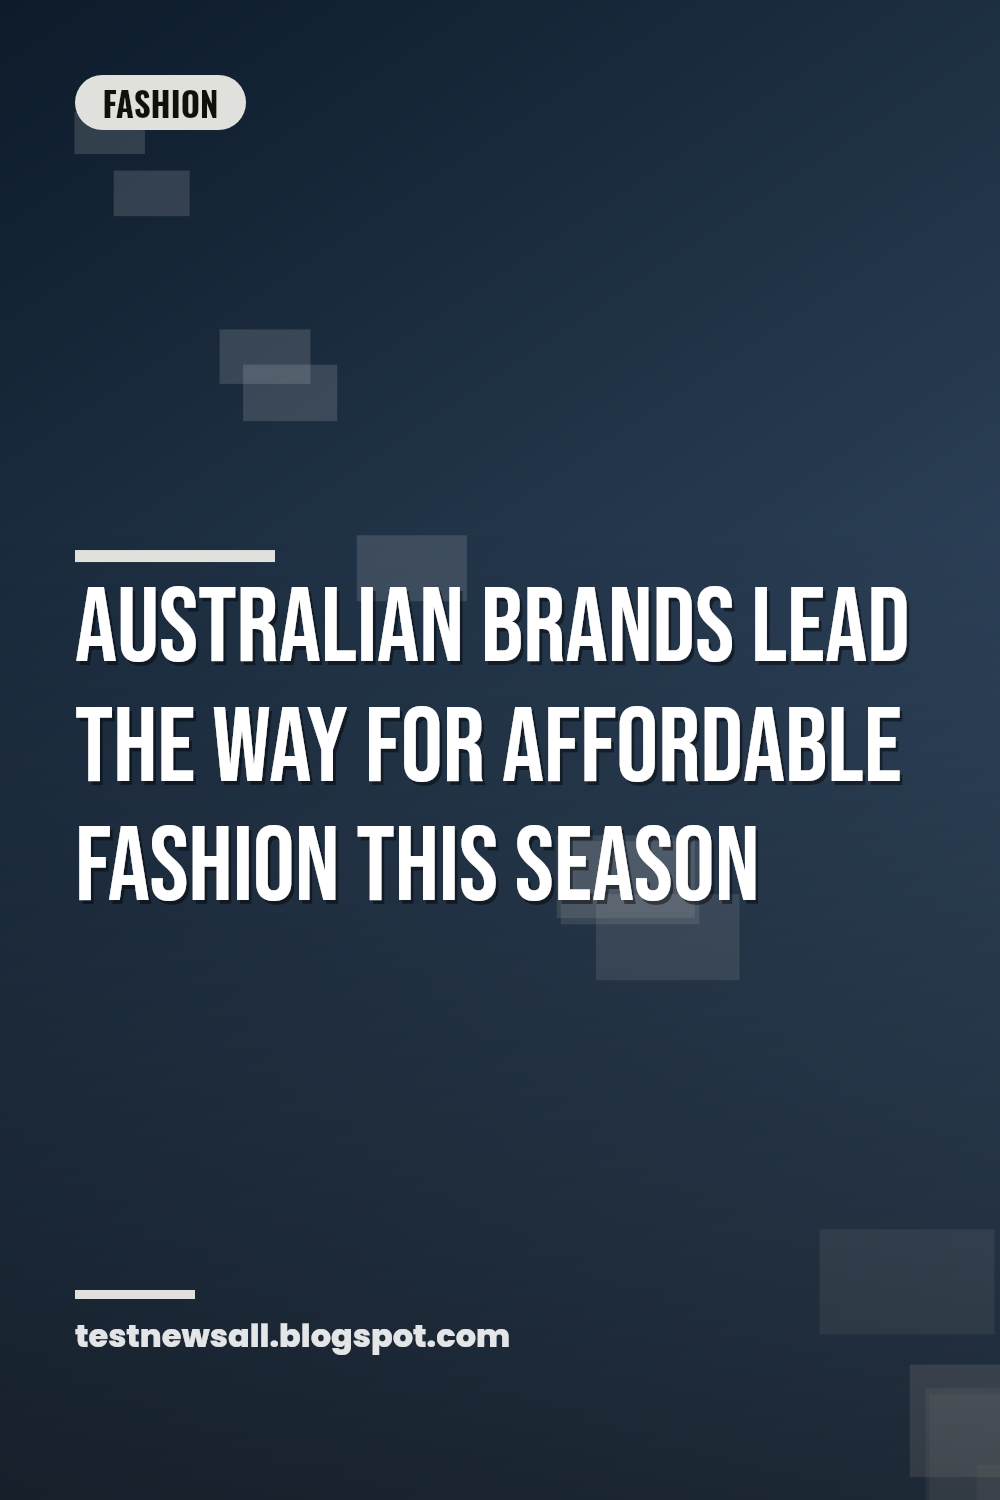 FASHION
AUSTRALIAN BRANDS LEAD
THE WAY FOR AFFORDABLE
FASHION THIS SEASON
testnewsall.blogspot.com